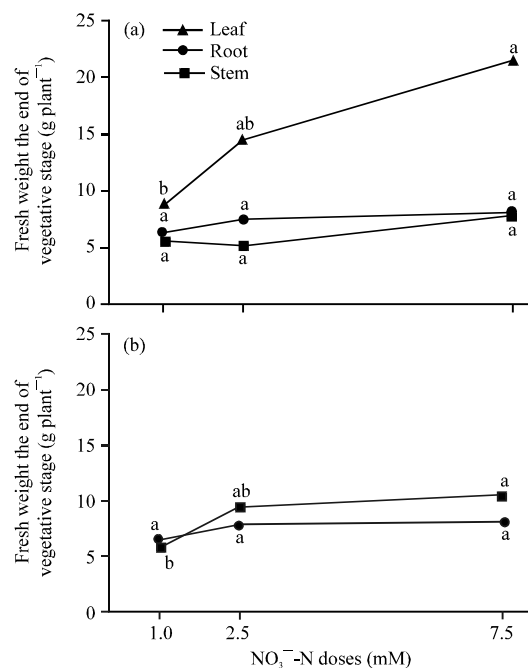 (a)
Leaf
Root
Stem
Fresh weight the end of
vegetative stage (g plant⁻¹)
25
20
15
10
5
0
b
ab
a
a
a
a
a
a
a
(b)
Fresh weight the end of
vegetative stage (g plant⁻¹)
25
20
15
10
5
0
a
b
ab
a
a
a
1.0
2.5
7.5
NO₃⁻-N doses (mM)